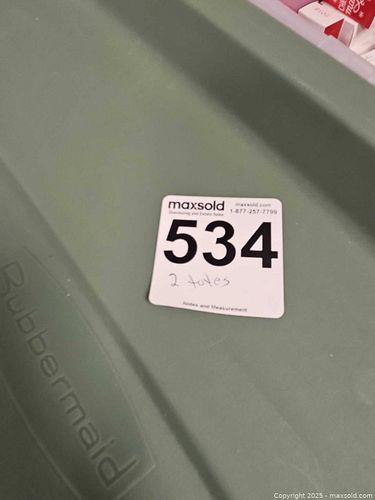 maxsold
Downsizing and Estate Sales
maxsold.com
1-877-257-7799
534
2 totes
Notes and Measurement
Rubbermaid
Copyright 2025 - maxsold.com